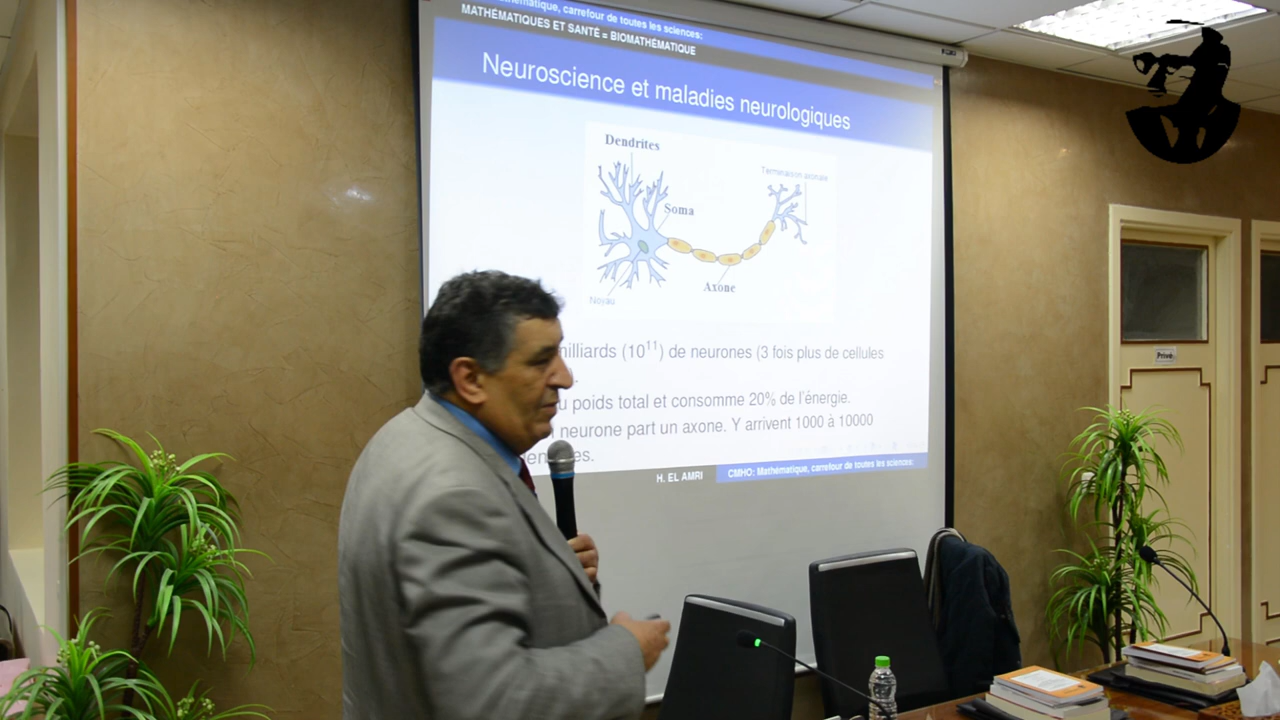 mathématique, carrefour de toutes les sciences:
MATHÉMATIQUES ET SANTÉ = BIOMATHÉMATIQUE
Neuroscience et maladies neurologiques
Dendrites
Terminaison axonale
Soma
Axone
Noyau
milliards (10¹¹) de neurones (3 fois plus de cellules
u poids total et consomme 20% de l'énergie.
neurone part un axone. Y arrivent 1000 à 10000
H. EL AMRI
CMHO: Mathématique, carrefour de toutes les sciences:
Privé